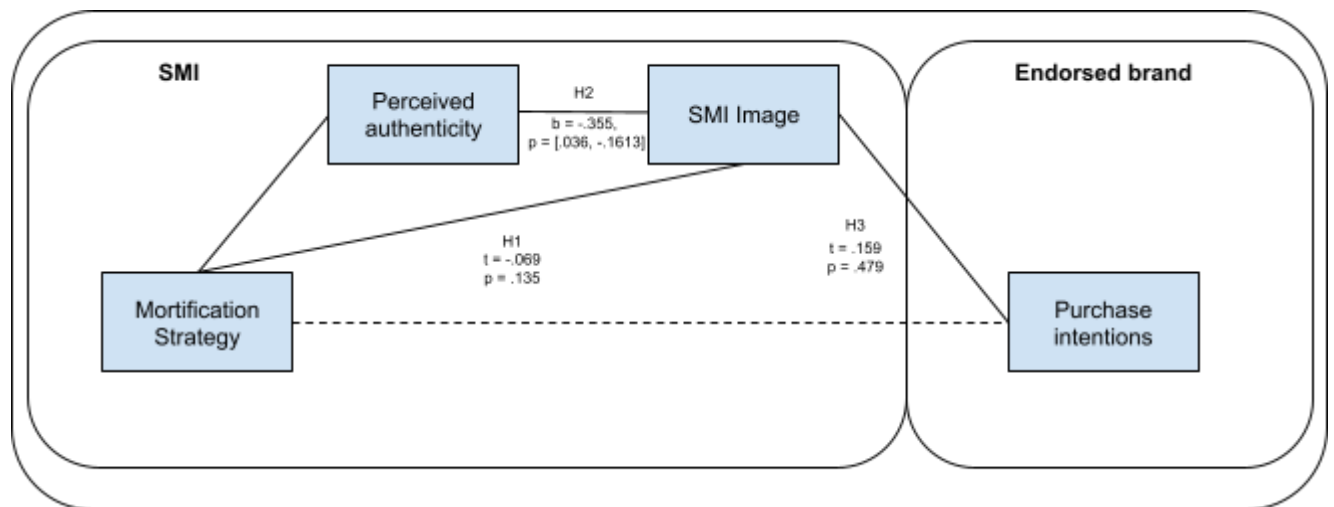 SMI
Endorsed brand
Perceived
authenticity
H2
b = -.355,
p = [.036, -.1613]
SMI Image
H1
t = -.069
p = .135
H3
t = .159
p = .479
Mortification
Strategy
Purchase
intentions